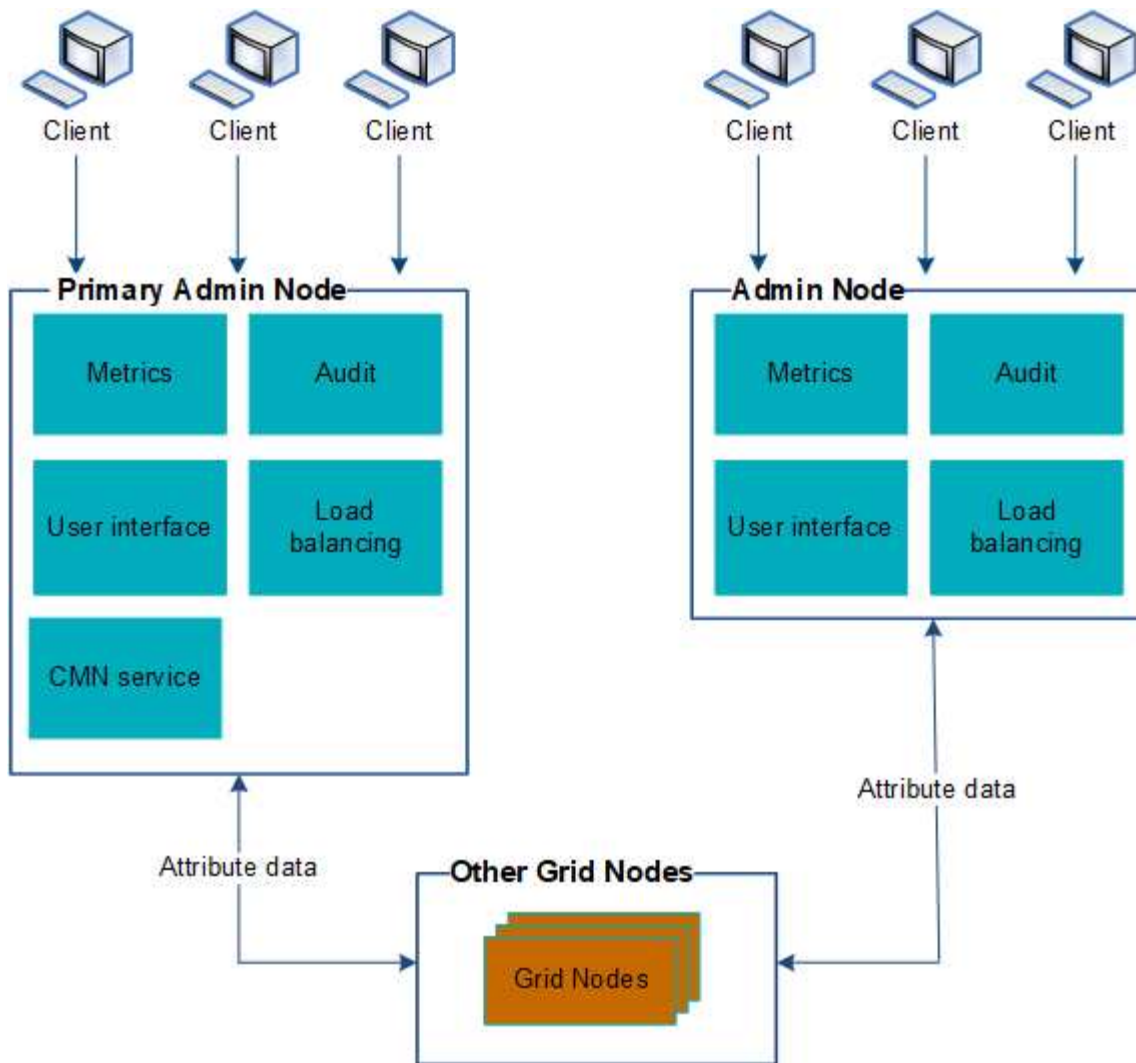 Client
Client
Client
Client
Client
Client
Primary Admin Node
Metrics
Audit
User interface
Load
balancing
CMN service
Admin Node
Metrics
Audit
User interface
Load
balancing
Attribute data
Attribute data
Other Grid Nodes
Grid Nodes